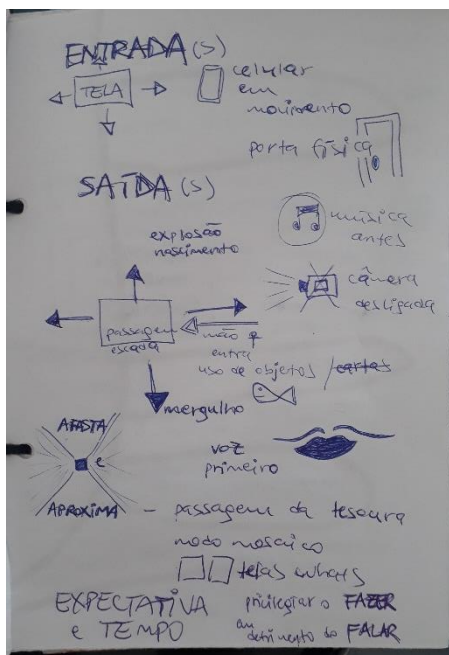 ENTRADA(S)
TELA
celular
em
movimento
porta física
SAÍDA(S)
música
antes
explosão
nascimento
câmera
desligada
passagem
escada
mão q
entra
uso de objetos / cartas
mergulho
AFASTA
e
APROXIMA
voz
primeiro
- passagem da tesoura
modo mosaico
telas
EXPECTATIVA
e TEMPO
privilegiar o FAZER
em detrimento do FALAR